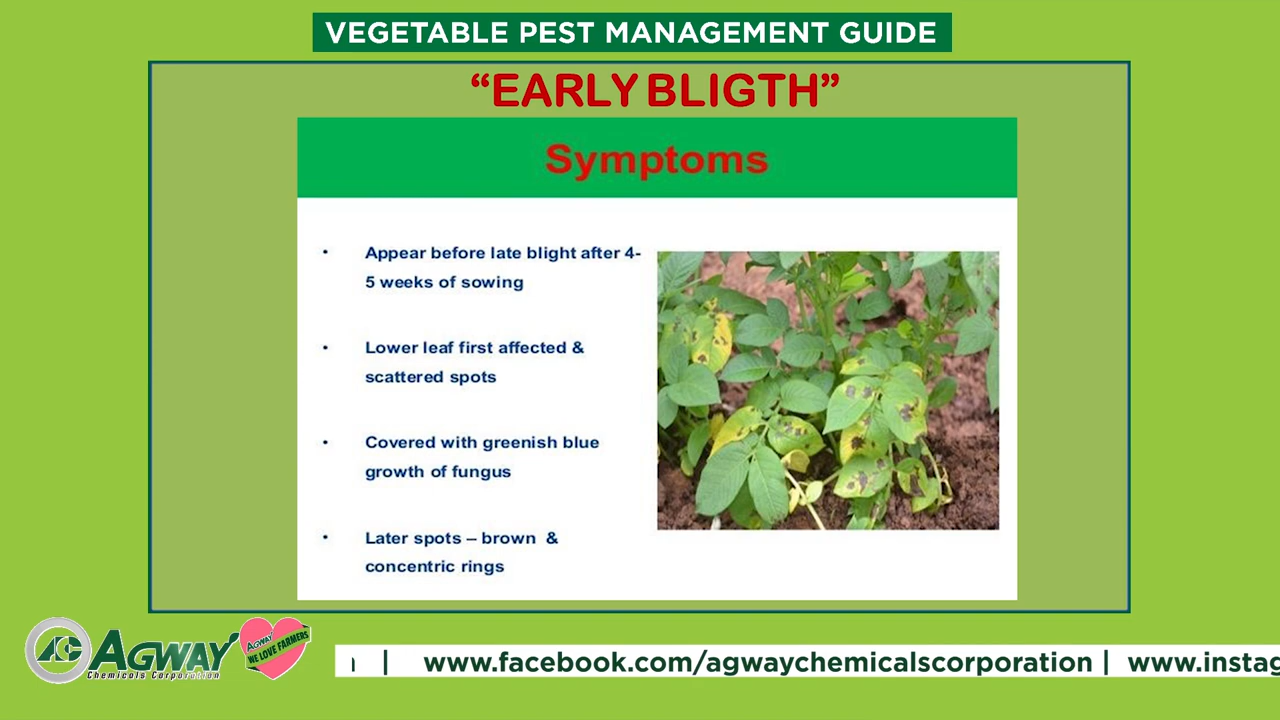 VEGETABLE PEST MANAGEMENT GUIDE
“EARLY BLIGTH”
Symptoms
• Appear before late blight after 4-
5 weeks of sowing
• Lower leaf first affected &
scattered spots
• Covered with greenish blue
growth of fungus
• Later spots – brown &
concentric rings
AC AGWAY
Chemicals Corporation
AGWAY
WE LOVE FARMERS
| www.facebook.com/agwaychemicalscorporation | www.instag